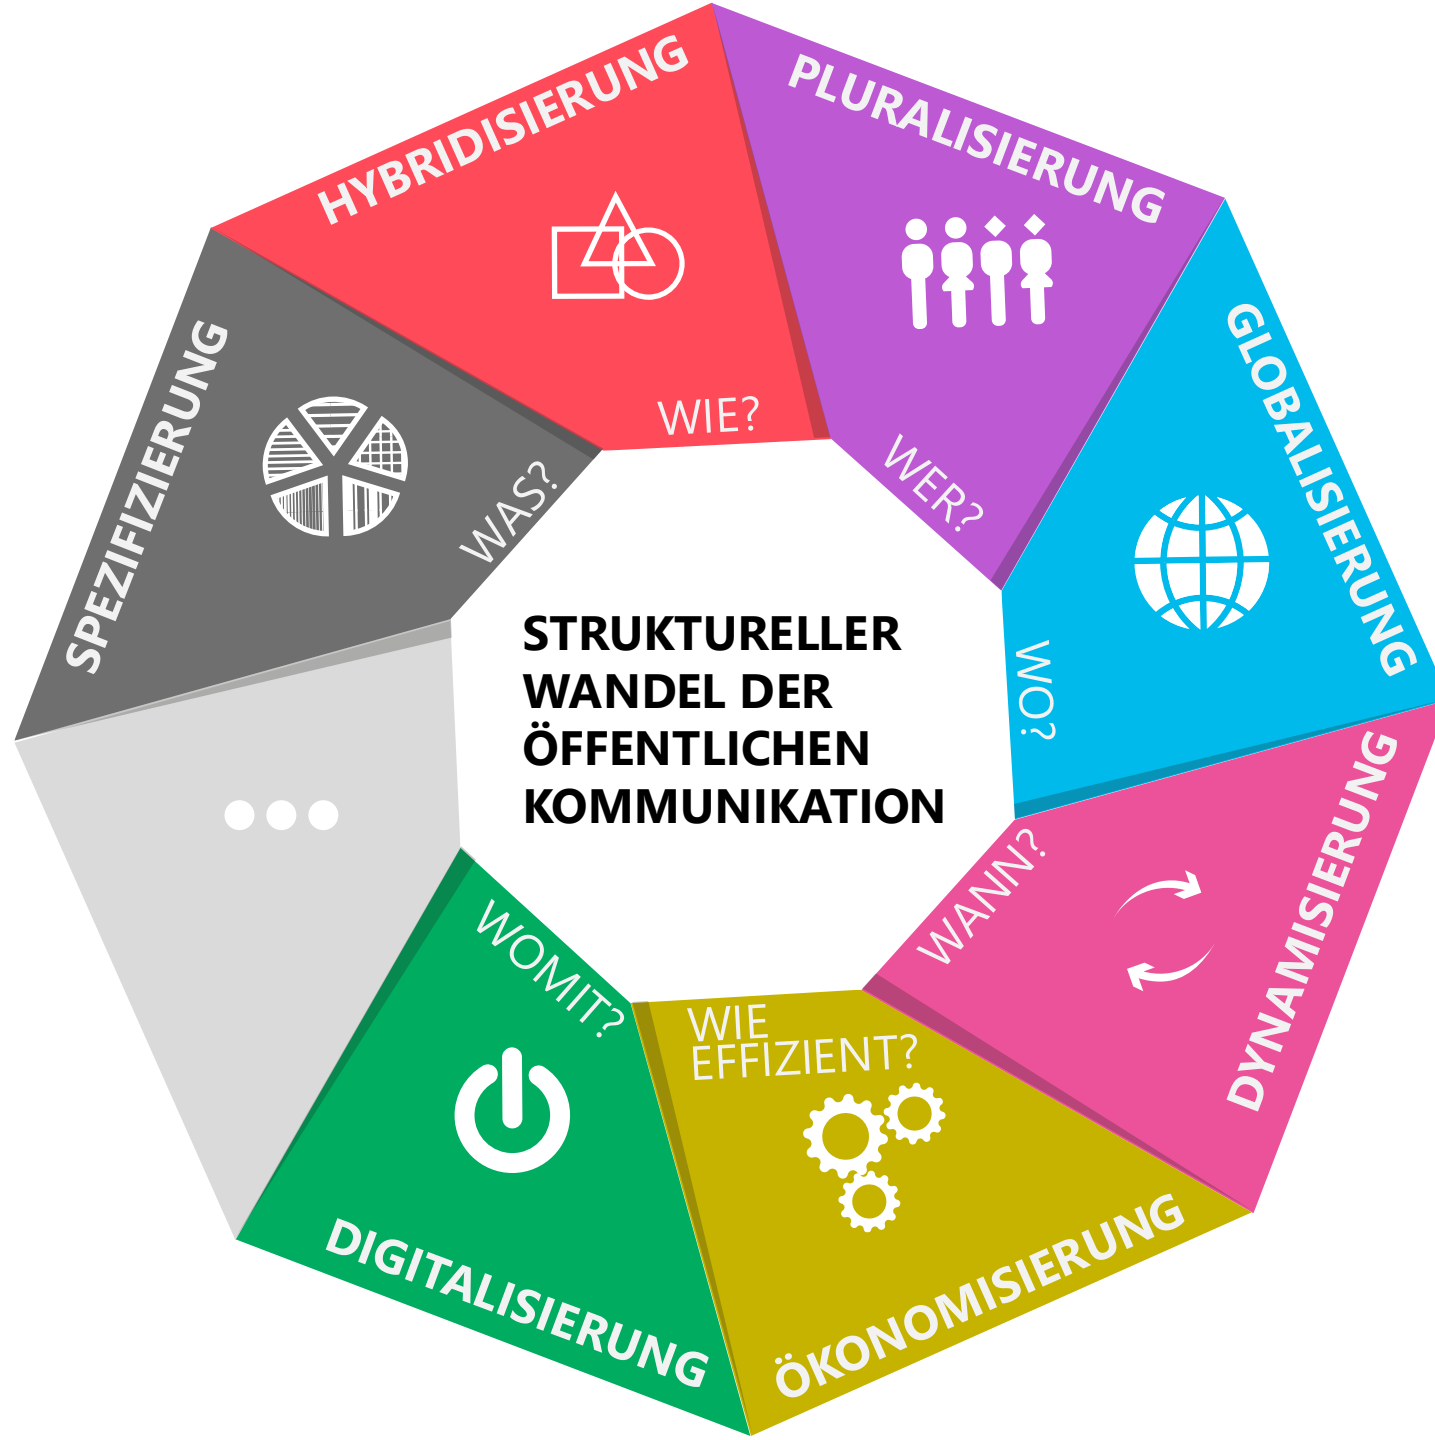 HYBRIDISIERUNG
WIE?
PLURALISIERUNG
WER?
GLOBALISIERUNG
WO?
DYNAMISIERUNG
WANN?
ÖKONOMISIERUNG
WIE
EFFIZIENT?
DIGITALISIERUNG
WOMIT?
SPEZIFIZIERUNG
WAS?
STRUKTURELLER
WANDEL DER
ÖFFENTLICHEN
KOMMUNIKATION